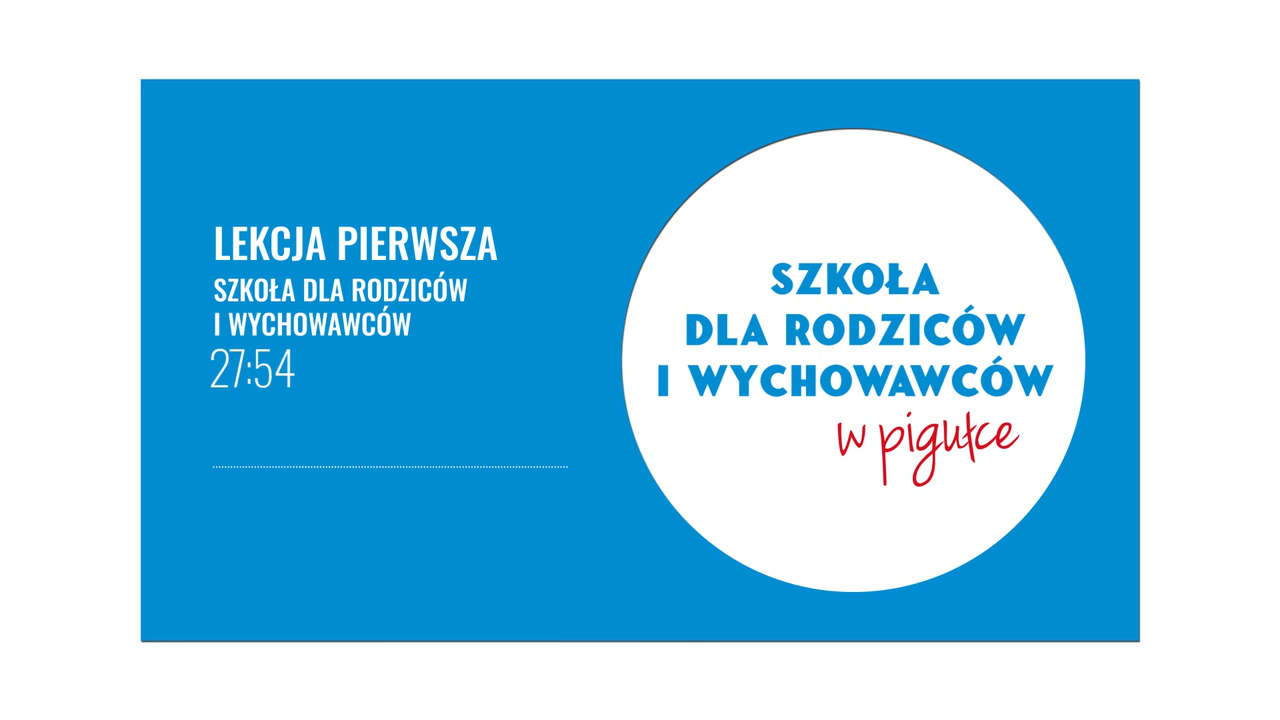 LEKCJA PIERWSZA
SZKOŁA DLA RODZICÓW
I WYCHOWAWCÓW
27:54
SZKOŁA
DLA RODZICÓW
I WYCHOWAWCÓW
w pigułce